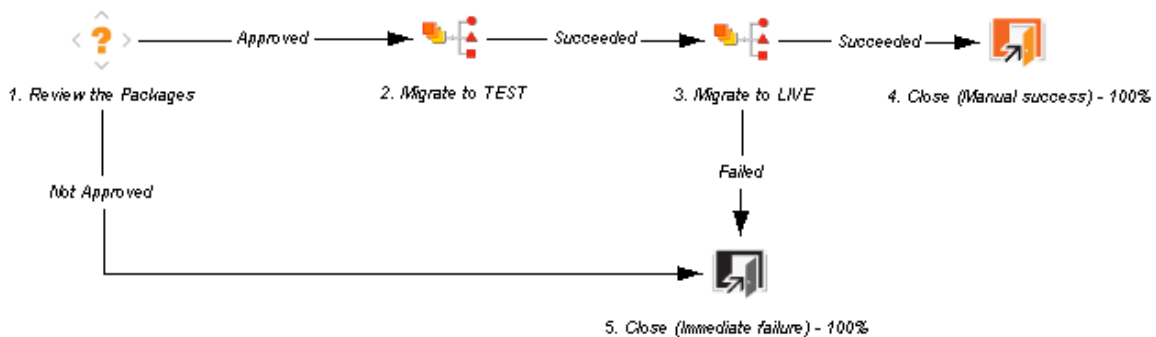 Approved
Succeeded
Succeeded
1. Review the Packages
2. Migrate to TEST
3. Migrate to LIVE
4. Close (Manual success) - 100%
Not Approved
Failed
5. Close (Immediate failure) - 100%